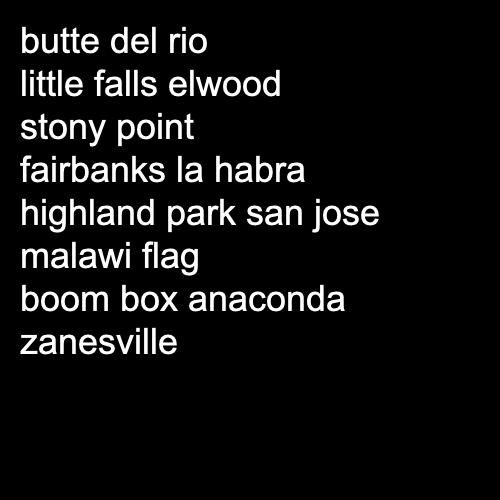 butte del rio
little falls elwood
stony point
fairbanks la habra
highland park san jose
malawi flag
boom box anaconda
zanesville